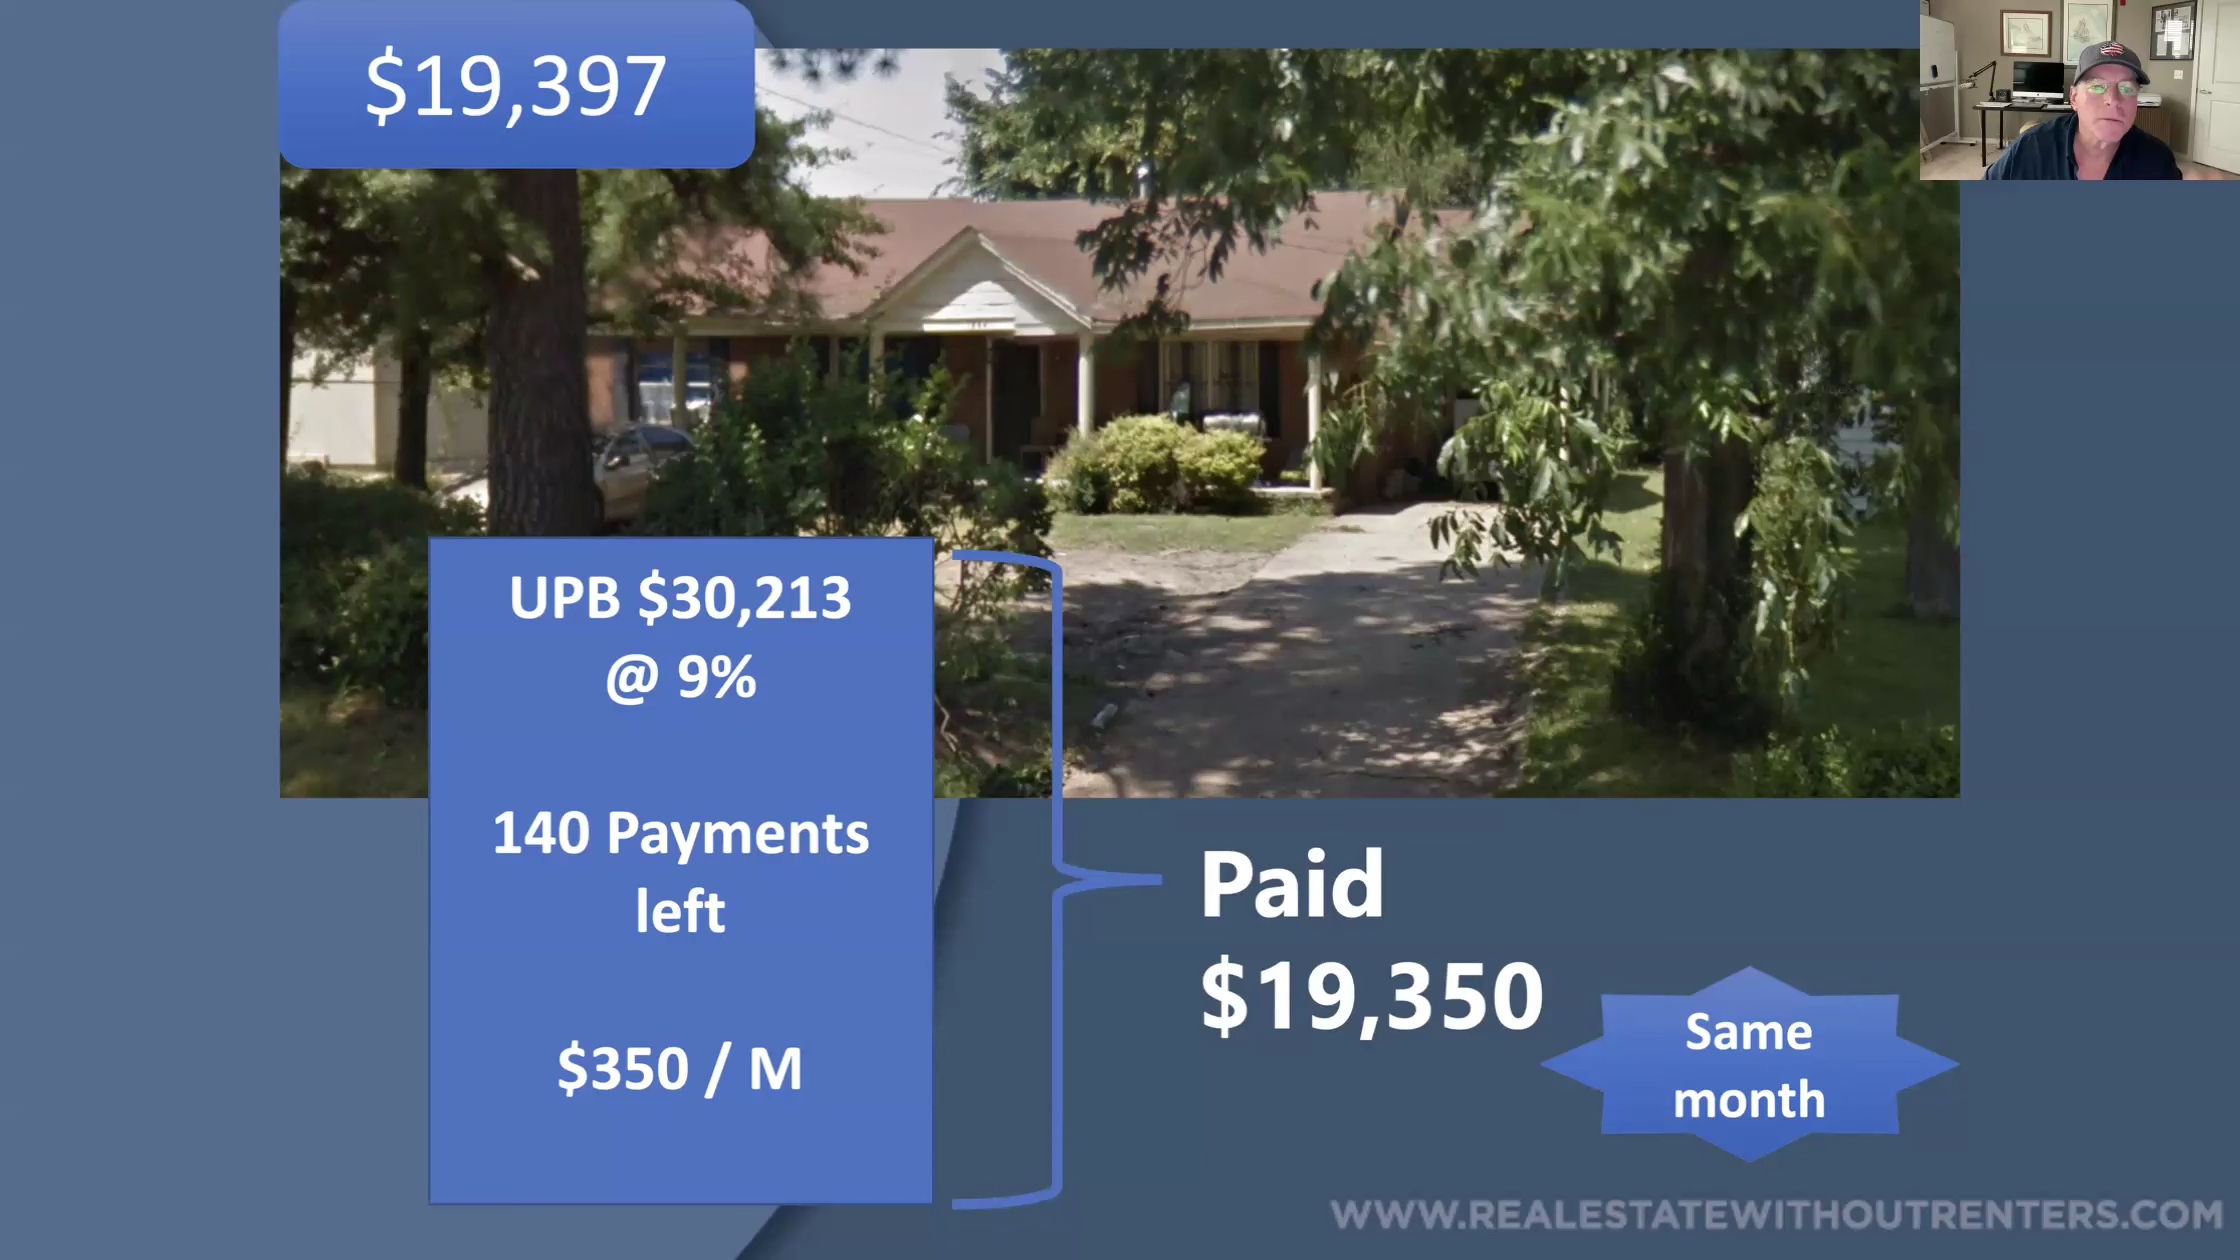 $19,397
UPB $30,213
@ 9%
140 Payments
left
$350 / M
Paid
$19,350
Same
month
WWW.REALESTATEWITHOUTRENTERS.COM